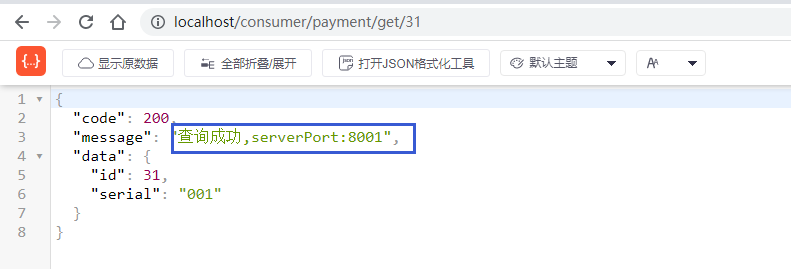 localhost/consumer/payment/get/31
{...} 显示原数据 全部折叠/展开 打开JSON格式化工具 默认主题 AA
1 {
2 "code": 200,
3 "message": "查询成功,serverPort:8001",
4 "data": {
5 "id": 31,
6 "serial": "001"
7 }
8 }